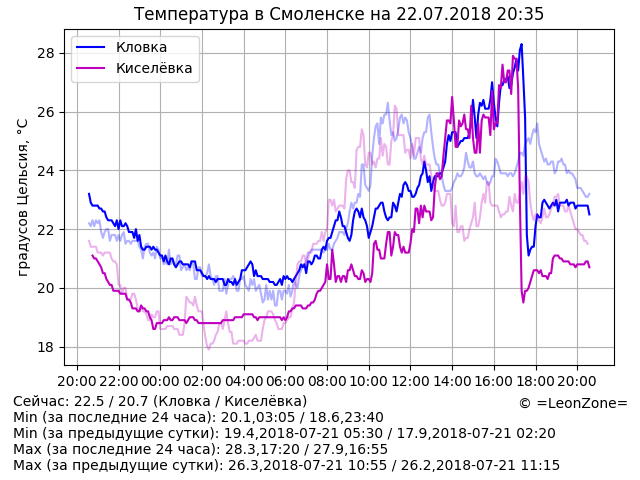 Температура в Смоленске на 22.07.2018 20:35
градусов Цельсия, °C
Кловка
Киселёвка
28
26
24
22
20
18
20:00 22:00 00:00 02:00 04:00 06:00 08:00 10:00 12:00 14:00 16:00 18:00 20:00
Сейчас: 22.5 / 20.7 (Кловка / Киселёвка)
© =LeonZone=
Min (за последние 24 часа): 20.1,03:05 / 18.6,23:40
Min (за предыдущие сутки): 19.4,2018-07-21 05:30 / 17.9,2018-07-21 02:20
Max (за последние 24 часа): 28.3,17:20 / 27.9,16:55
Max (за предыдущие сутки): 26.3,2018-07-21 10:55 / 26.2,2018-07-21 11:15